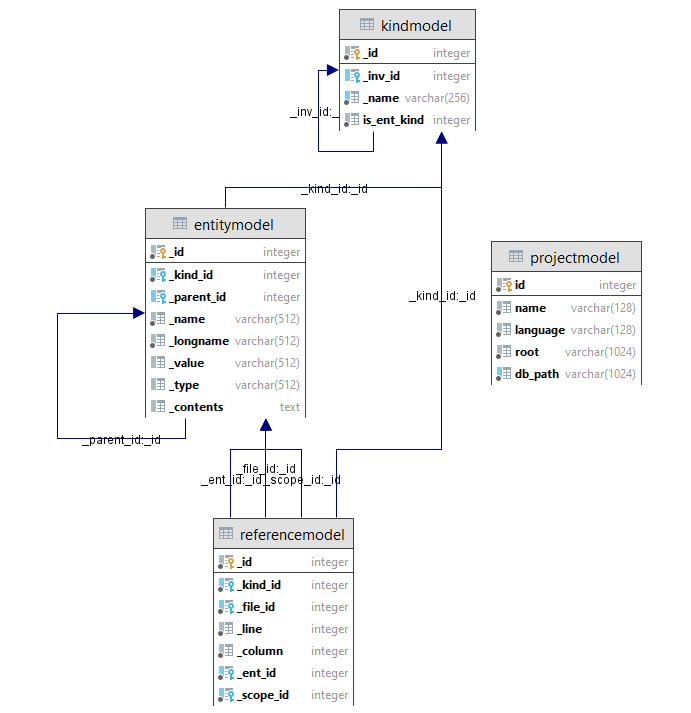 kindmodel
_id integer
_inv_id integer
_name varchar(256)
is_ent_kind integer
_inv_id:_
_kind_id:_id
entitymodel
_id integer
_kind_id integer
_parent_id integer
_name varchar(512)
_longname varchar(512)
_value varchar(512)
_type varchar(512)
_contents text
_parent_id:_id
projectmodel
id integer
name varchar(128)
language varchar(128)
root varchar(1024)
db_path varchar(1024)
_kind_id:_id
_file_id:_id
_ent_id:_id
_scope_id:_id
referencemodel
_id integer
_kind_id integer
_file_id integer
_line integer
_column integer
_ent_id integer
_scope_id integer